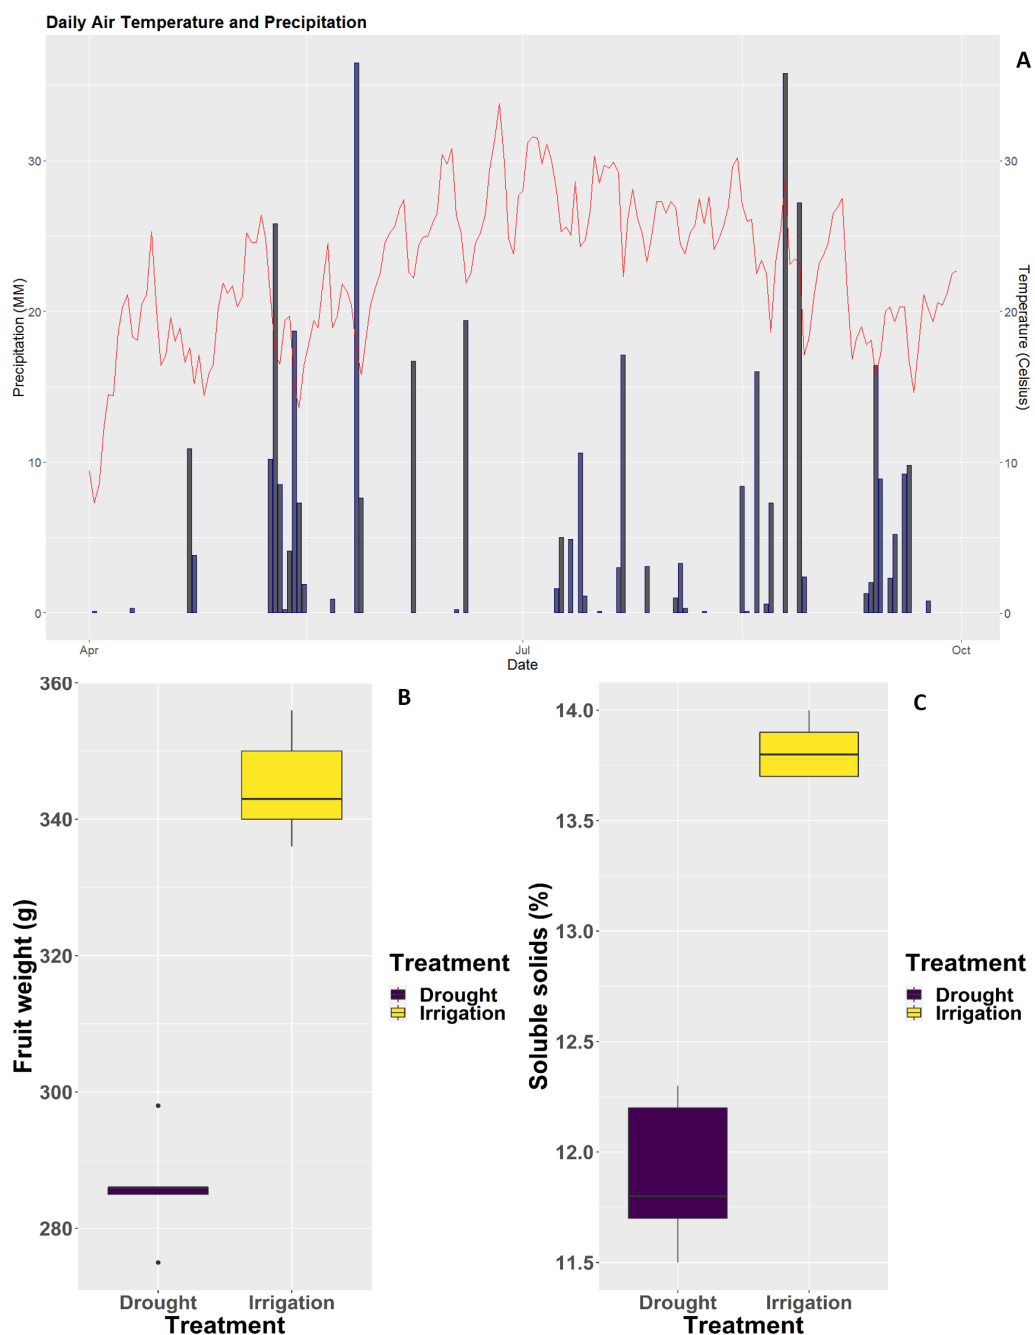 Daily Air Temperature and Precipitation
A
Precipitation (MM)
30
20
10
0
30
20
10
0
Temperature (Celsius)
Apr
Jul
Oct
Date
B
Fruit weight (g)
360
340
320
300
280
Drought
Irrigation
Treatment
Treatment
Drought
Irrigation
C
Soluble solids (%)
14.0
13.5
13.0
12.5
12.0
11.5
Drought
Irrigation
Treatment
Treatment
Drought
Irrigation